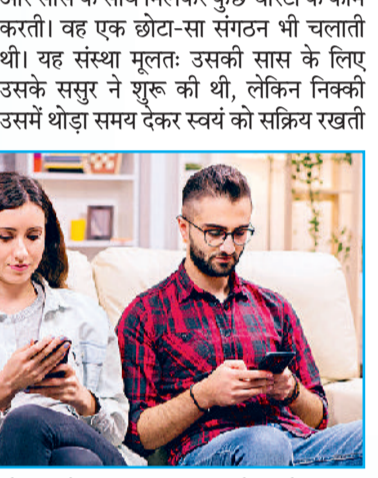 करती। वह एक छोटा-सा संगठन भी चलाती
थी। यह संस्था मूलतः उसकी सास के लिए
उसके ससुर ने शुरू की थी, लेकिन निक्की
उसमें थोड़ा समय देकर स्वयं को सक्रिय रखती